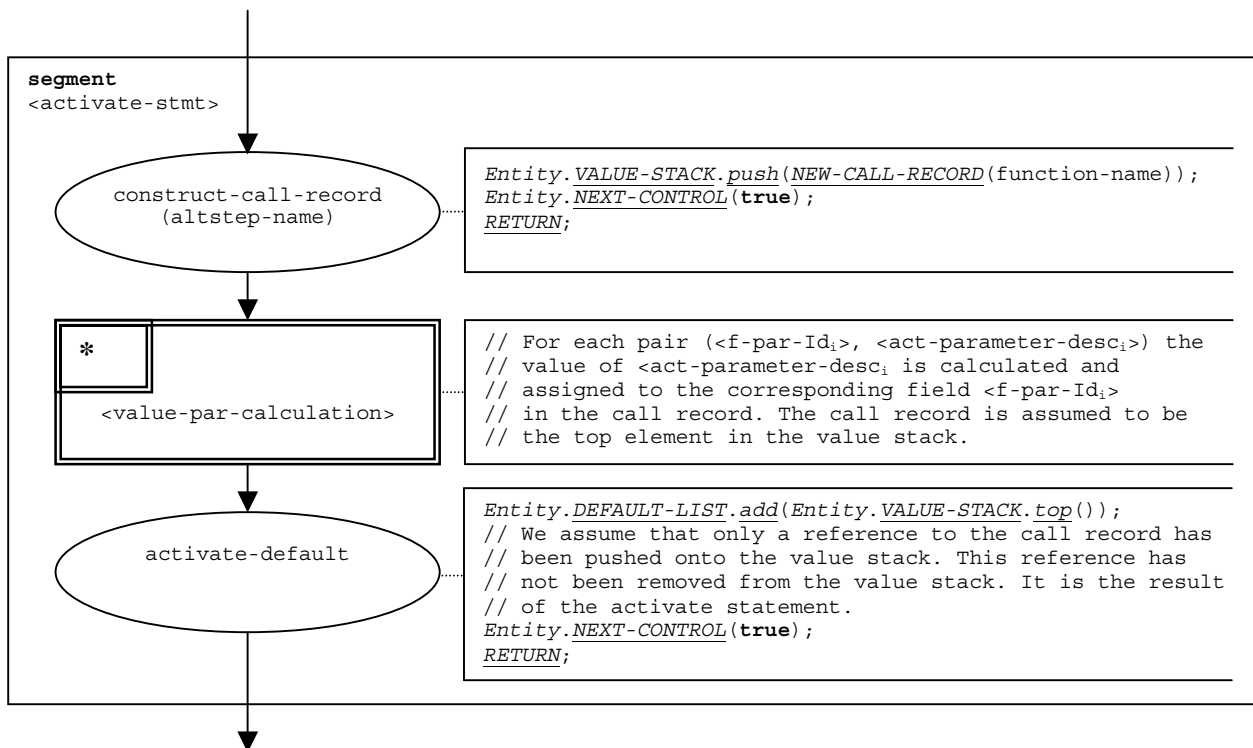 segment
<activate-stmt>
construct-call-record
(altstep-name)
Entity.VALUE-STACK.push(NEW-CALL-RECORD(function-name));
Entity.NEXT-CONTROL(true);
RETURN;
*
<value-par-calculation>
// For each pair (<f-par-Idi>, <act-parameter-desci>) the
// value of <act-parameter-desci is calculated and
// assigned to the corresponding field <f-par-Idi>
// in the call record. The call record is assumed to be
// the top element in the value stack.
activate-default
Entity.DEFAULT-LIST.add(Entity.VALUE-STACK.top());
// We assume that only a reference to the call record has
// been pushed onto the value stack. This reference has
// not been removed from the value stack. It is the result
// of the activate statement.
Entity.NEXT-CONTROL(true);
RETURN;